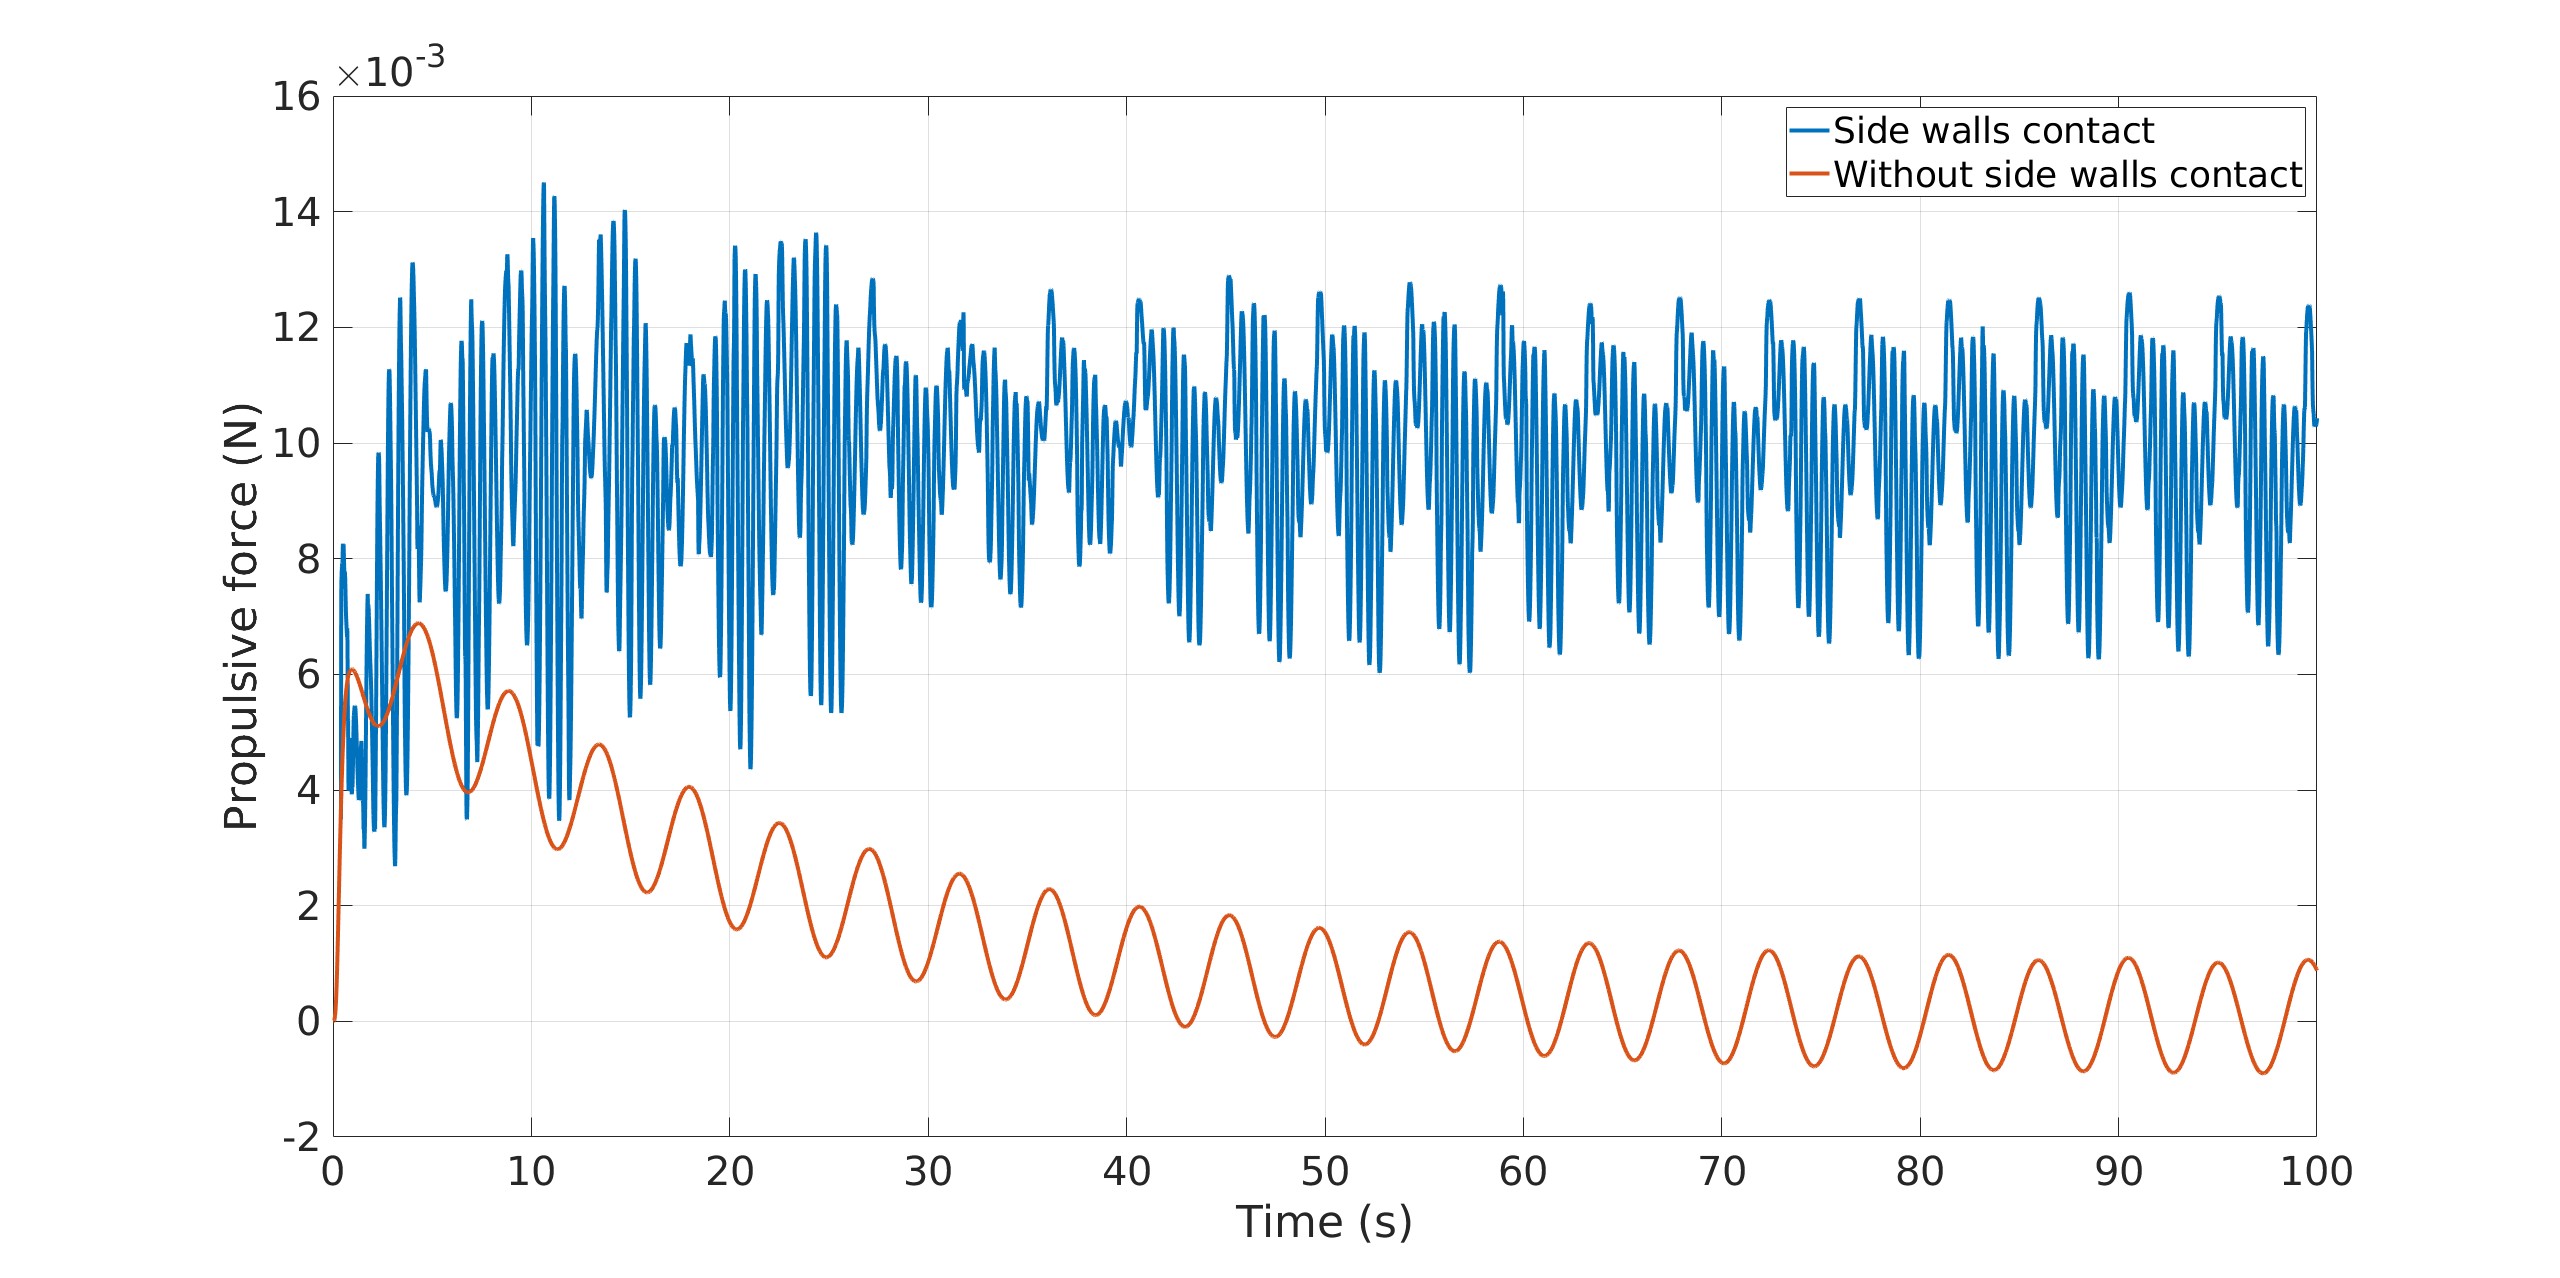 ×10-3
16
14
12
10
8
6
4
2
0
-2
Propulsive force (N)
Side walls contact
Without side walls contact
0 10 20 30 40 50 60 70 80 90 100
Time (s)